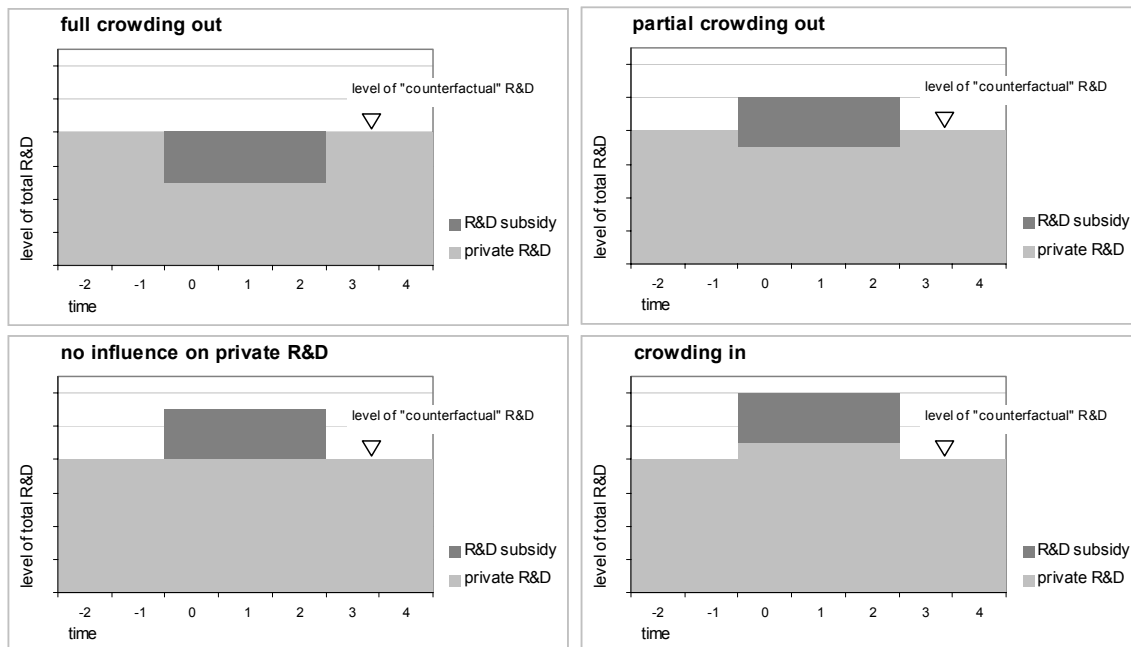 full crowding out
level of "counterfactual" R&D
level of total R&D
R&D subsidy
private R&D
-2 -1 0 1 2 3 4
time
partial crowding out
level of "counterfactual" R&D
level of total R&D
R&D subsidy
private R&D
-2 -1 0 1 2 3 4
time
no influence on private R&D
level of "counterfactual" R&D
level of total R&D
R&D subsidy
private R&D
-2 -1 0 1 2 3 4
time
crowding in
level of "counterfactual" R&D
level of total R&D
R&D subsidy
private R&D
-2 -1 0 1 2 3 4
time